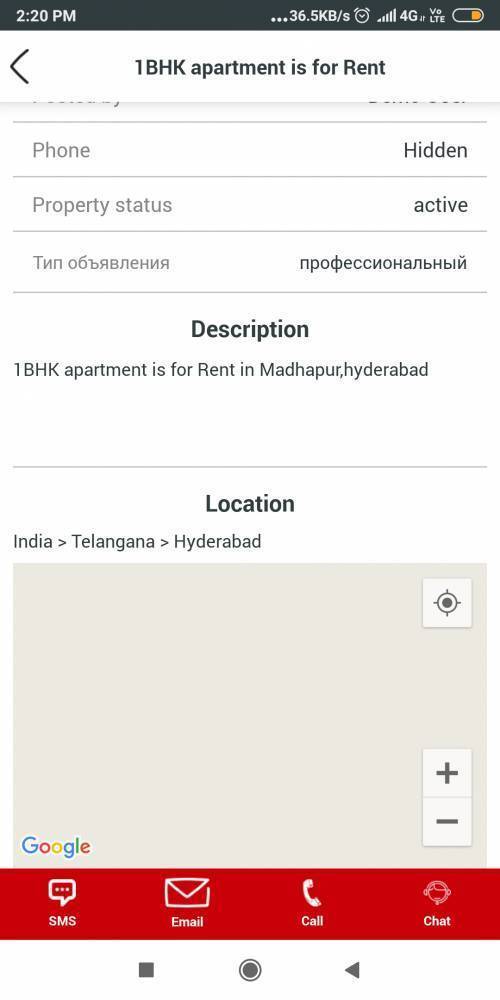 2:20 PM
...36.5KB/s 4G Vo LTE
1BHK apartment is for Rent
Phone Hidden
Property status active
Тип объявления профессиональный
Description
1BHK apartment is for Rent in Madhapur,hyderabad
Location
India > Telangana > Hyderabad
Google
SMS Email Call Chat